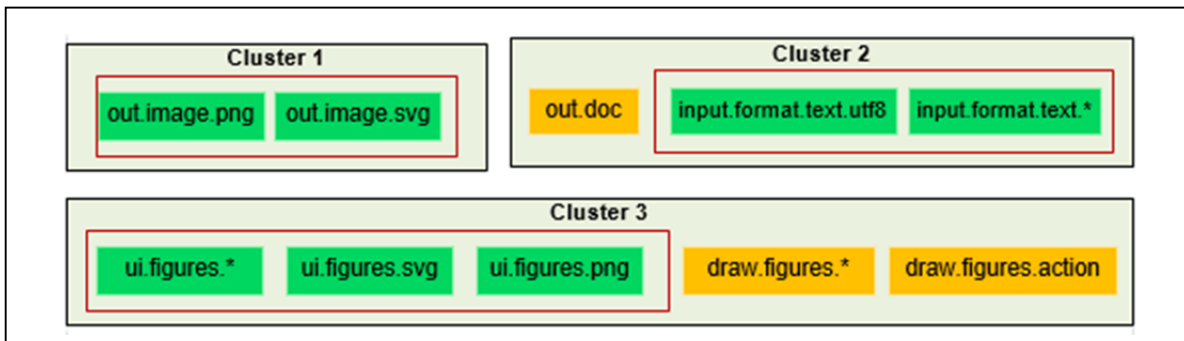 Cluster 1
out.image.png out.image.svg
Cluster 2
out.doc input.format.text.utf8 input.format.text.*
Cluster 3
ui.figures.* ui.figures.svg ui.figures.png draw.figures.* draw.figures.action